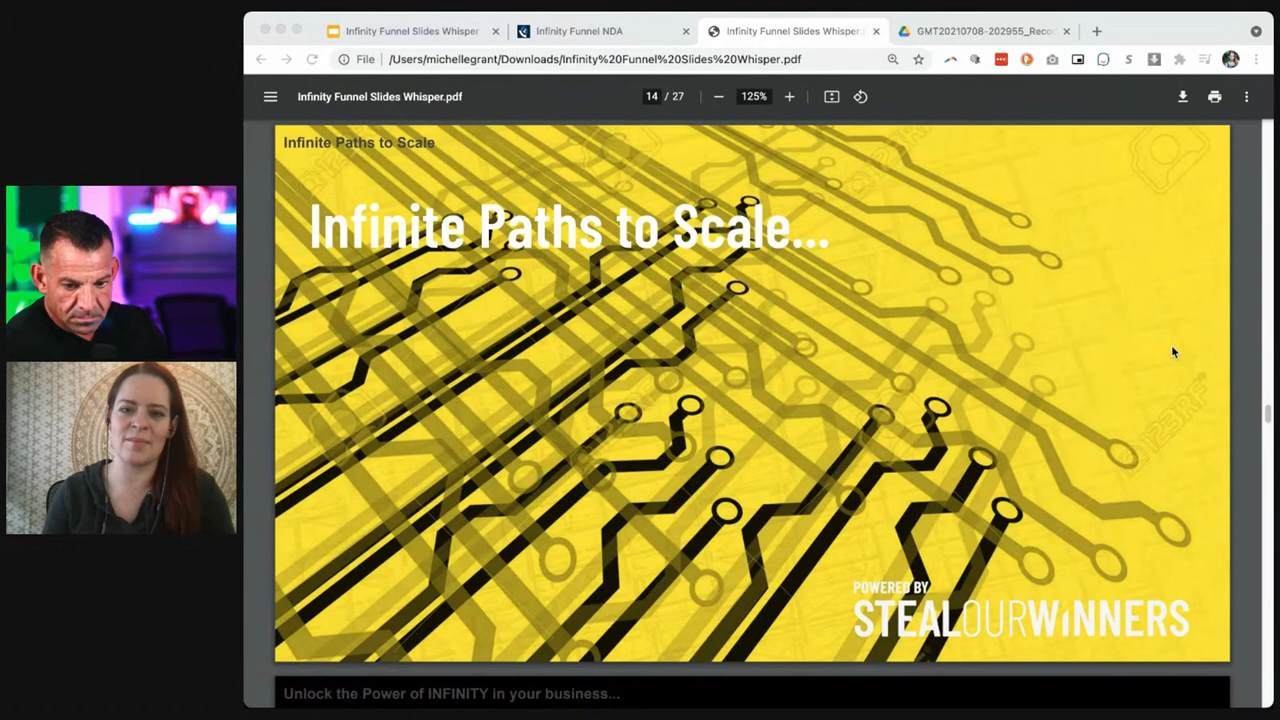 Infinity Funnel Slides Whisper
Infinity Funnel NDA
Infinity Funnel Slides Whisper.
GMT20210708-202955_Reco
File
/Users/michellegrant/Downloads/Infinity%20Funnel%20Slides%20Whisper.pdf
Infinity Funnel Slides Whisper.pdf
14 / 27
125%
Infinite Paths to Scale
Infinite Paths to Scale...
123RF
POWERED BY
STEALOURWiNNERS
Unlock the Power of INFINITY in your business...